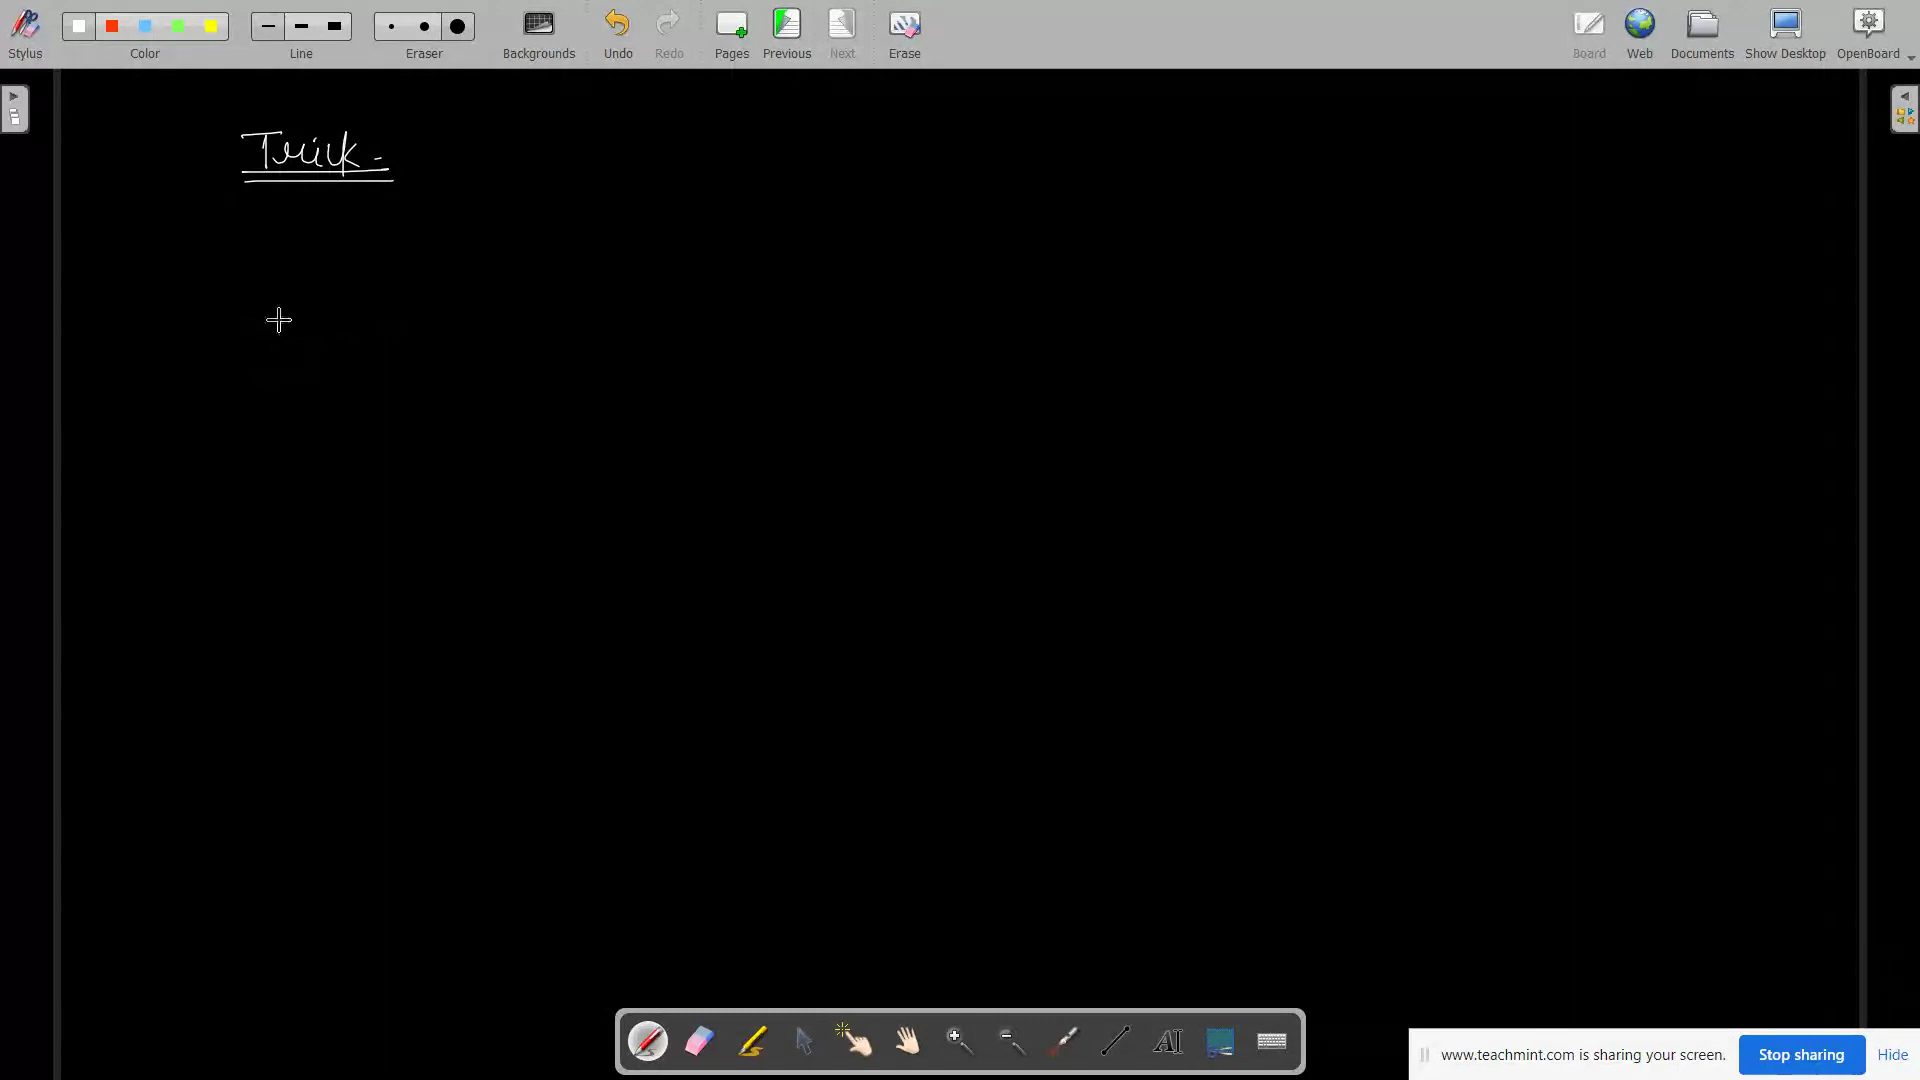 Stylus Color Line Eraser Backgrounds Undo Redo Pages Previous Next Erase Board Web Documents Show Desktop OpenBoard
Trick -
AI
www.teachmint.com is sharing your screen. Stop sharing Hide